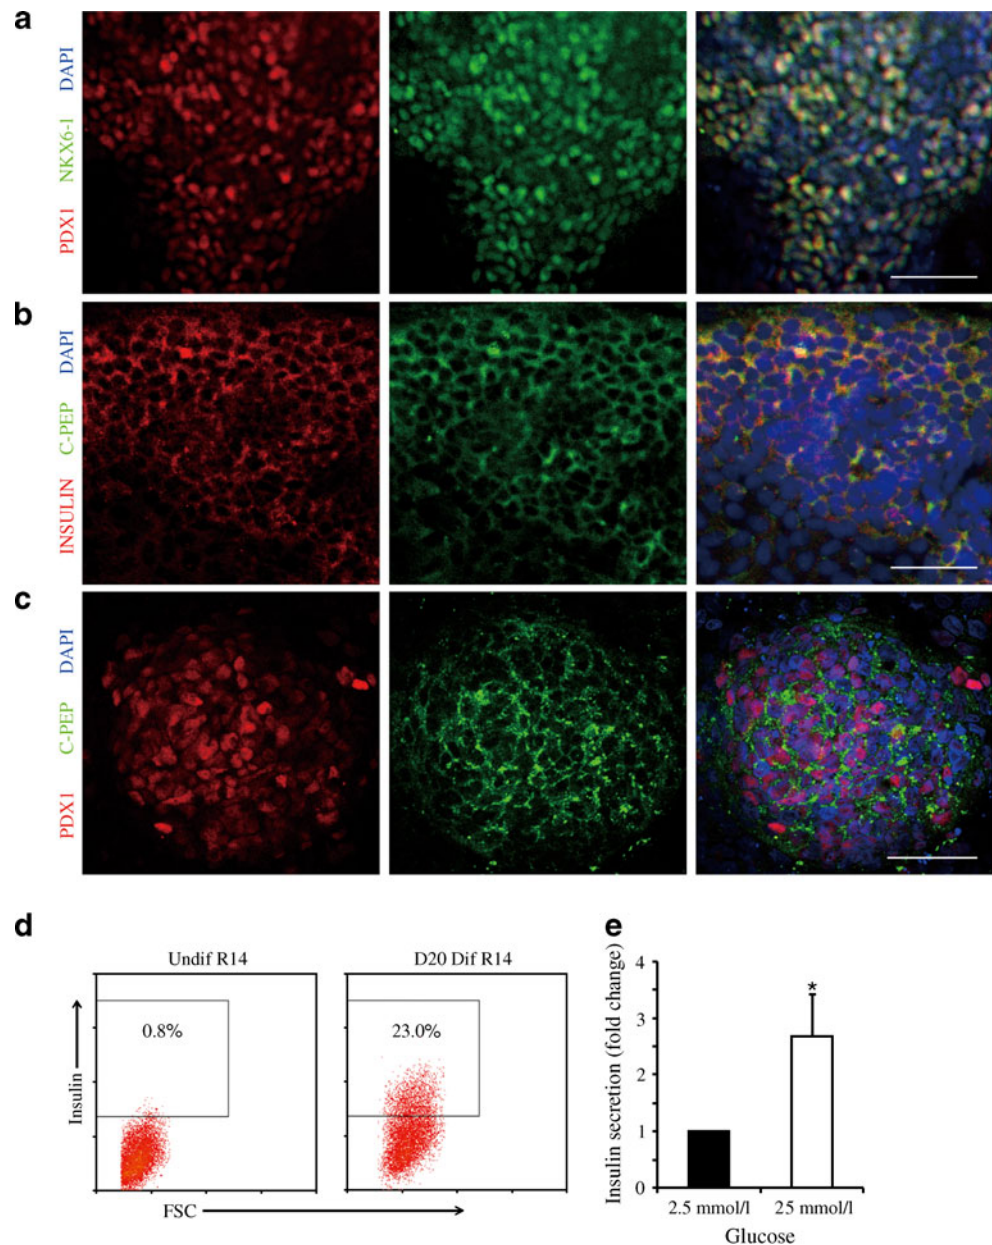 a
PDX1 NKX6-1 DAPI
b
INSULIN C-PEP DAPI
c
PDX1 C-PEP DAPI
d
Undif R14
D20 Dif R14
0.8%
23.0%
Insulin
FSC
e
Insulin secretion (fold change)
4
3
2
1
0
*
2.5 mmol/l
25 mmol/l
Glucose